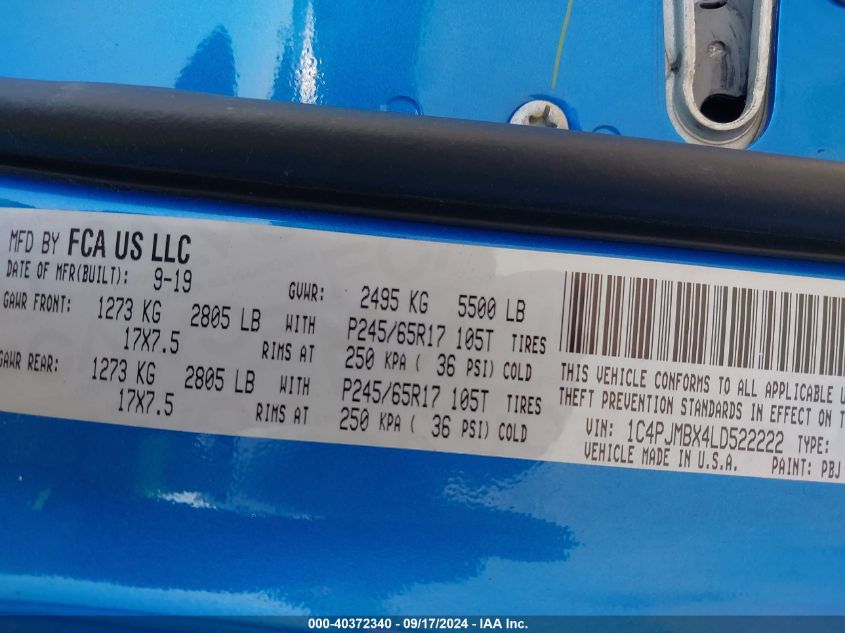 MFD BY FCA US LLC
DATE OF MFR(BUILT): 9-19 GVWR: 2495 KG 5500 LB
GAWR FRONT: 1273 KG 2805 LB WITH P245/65R17 105T TIRES
17X7.5 RIMS AT 250 KPA ( 36 PSI) COLD
GAWR REAR: 1273 KG 2805 LB WITH P245/65R17 105T TIRES
17X7.5 RIMS AT 250 KPA ( 36 PSI) COLD
THIS VEHICLE CONFORMS TO ALL APPLICABLE U
THEFT PREVENTION STANDARDS IN EFFECT ON T
VIN: 1C4PJMBX4LD522222 TYPE:
VEHICLE MADE IN U.S.A. PAINT: PBJ
000-40372340 - 09/17/2024 - IAA Inc.